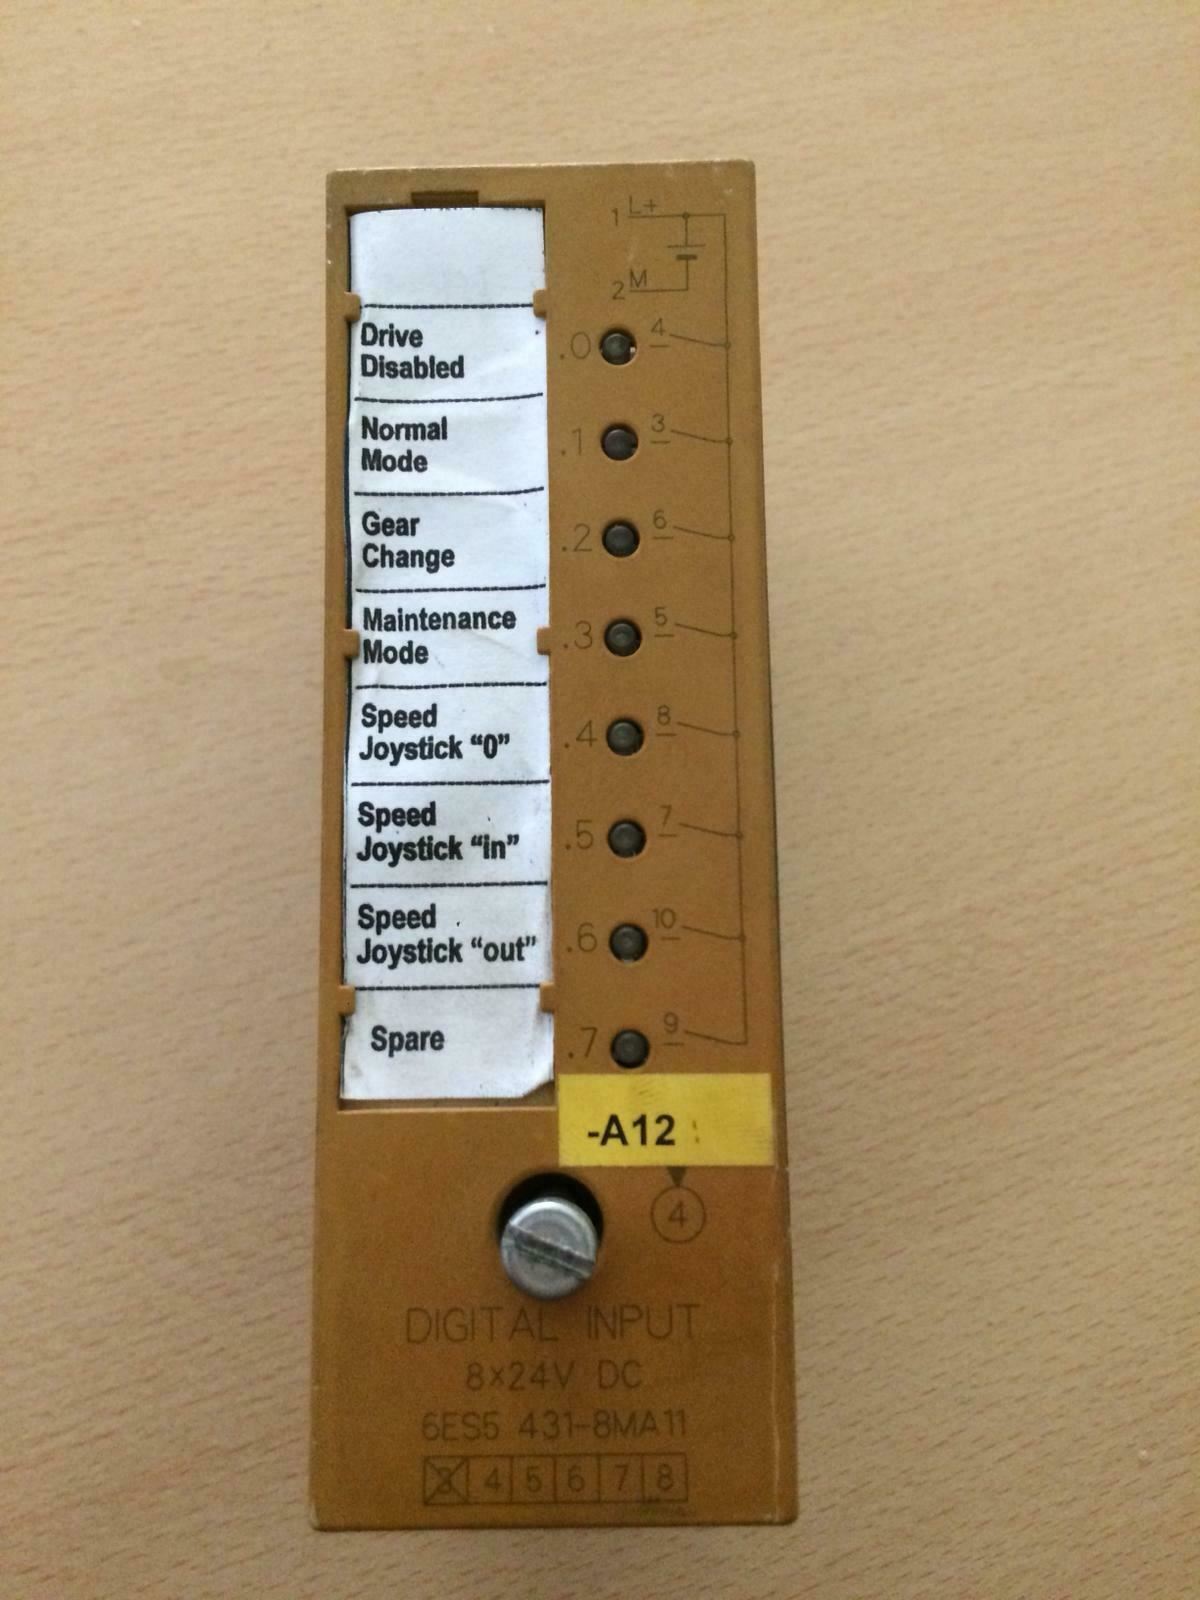 1 L+
2 M
Drive
Disabled
.0 4
Normal
Mode
.1 3
Gear
Change
.2 6
Maintenance
Mode
.3 5
Speed
Joystick “0”
.4 8
Speed
Joystick “in”
.5 7
Speed
Joystick “out”
.6 10
Spare
.7 9
-A12
4
DIGITAL INPUT
8×24V DC
6ES5 431-8MA11
3 4 5 6 7 8